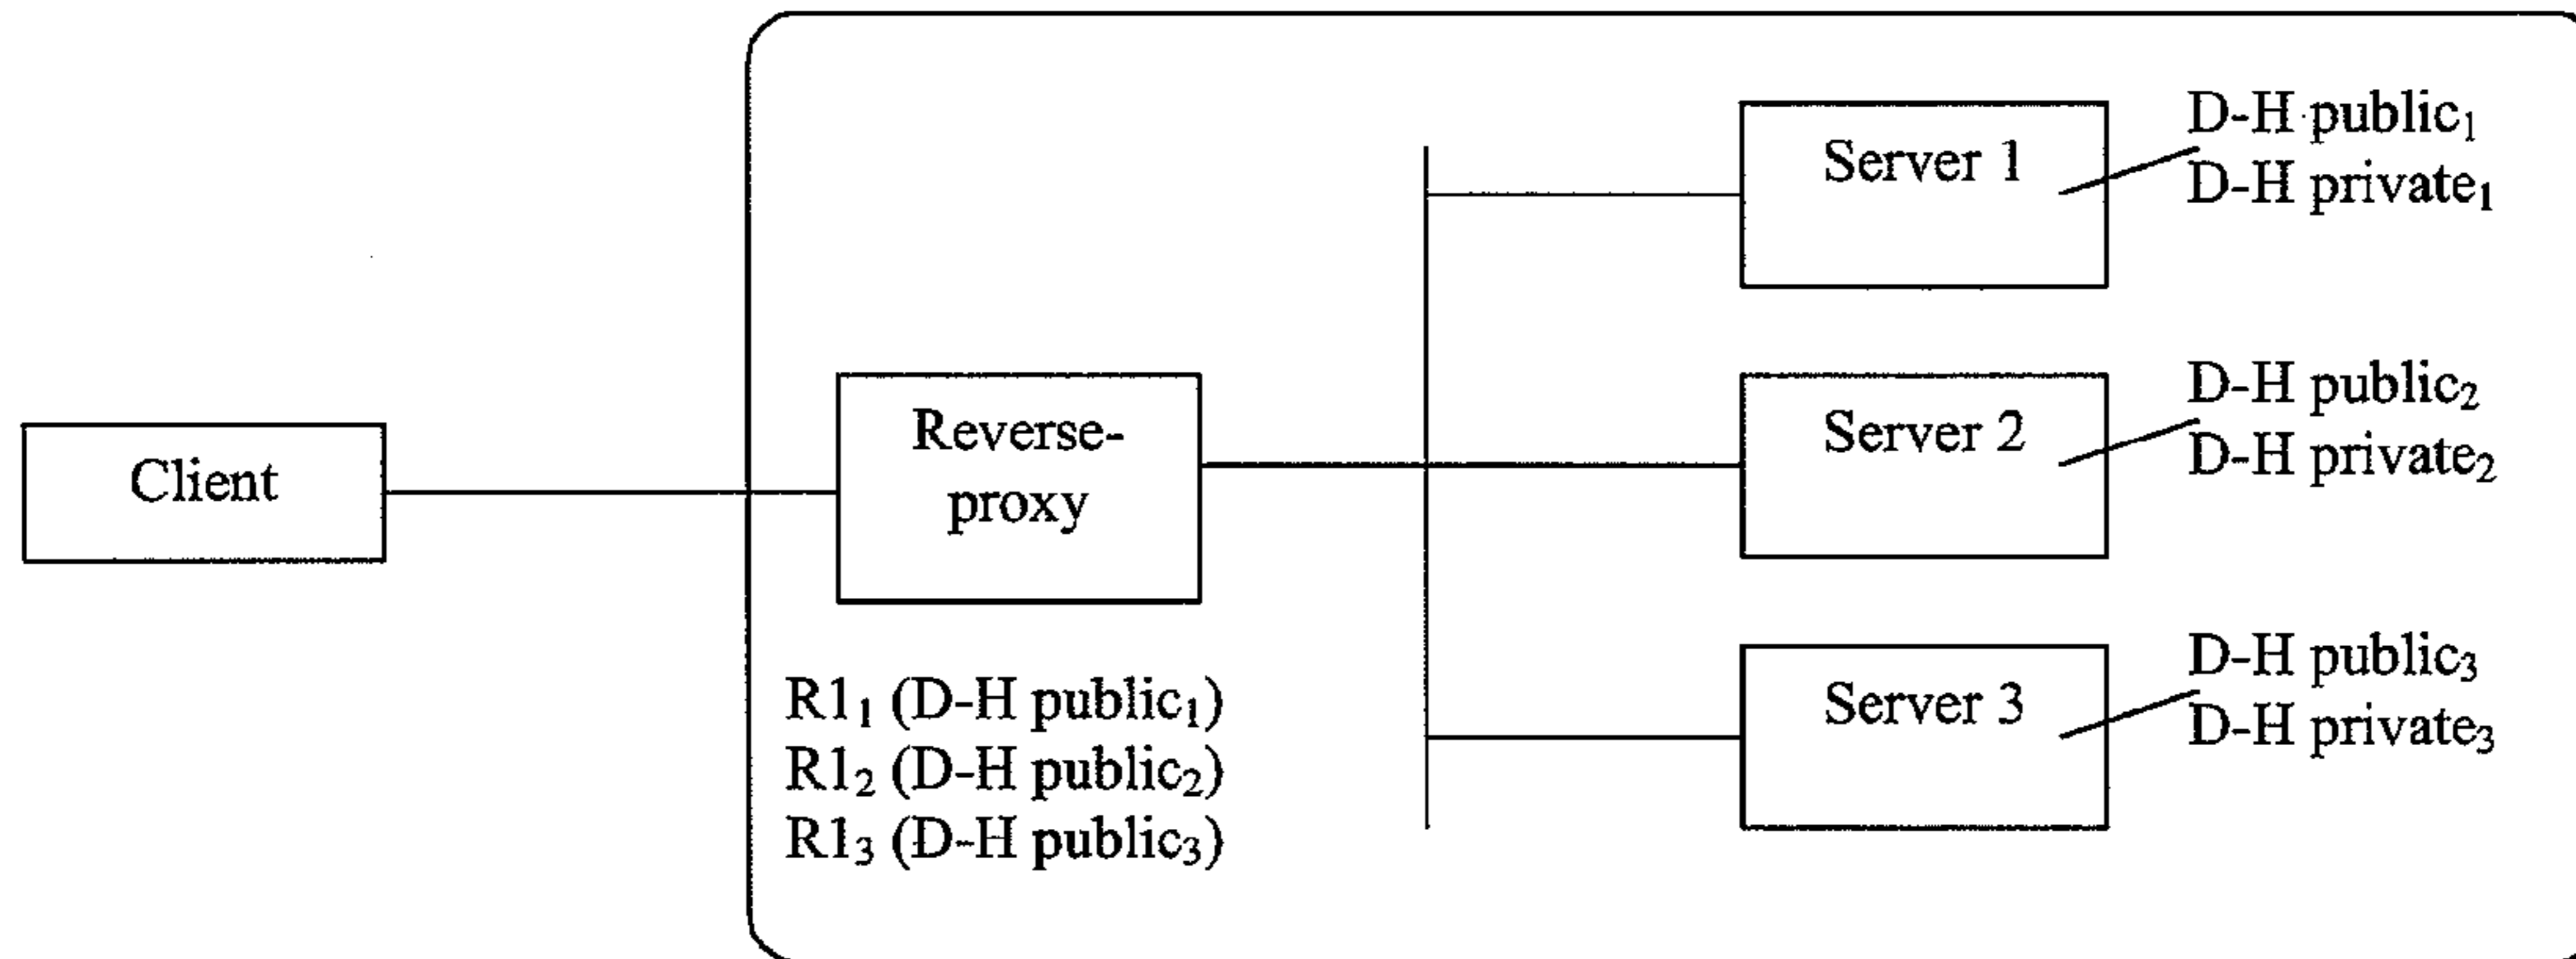 Client
Reverse-
proxy
R1₁ (D-H public₁)
R1₂ (D-H public₂)
R1₃ (D-H public₃)
Server 1
D-H public₁
D-H private₁
Server 2
D-H public₂
D-H private₂
Server 3
D-H public₃
D-H private₃